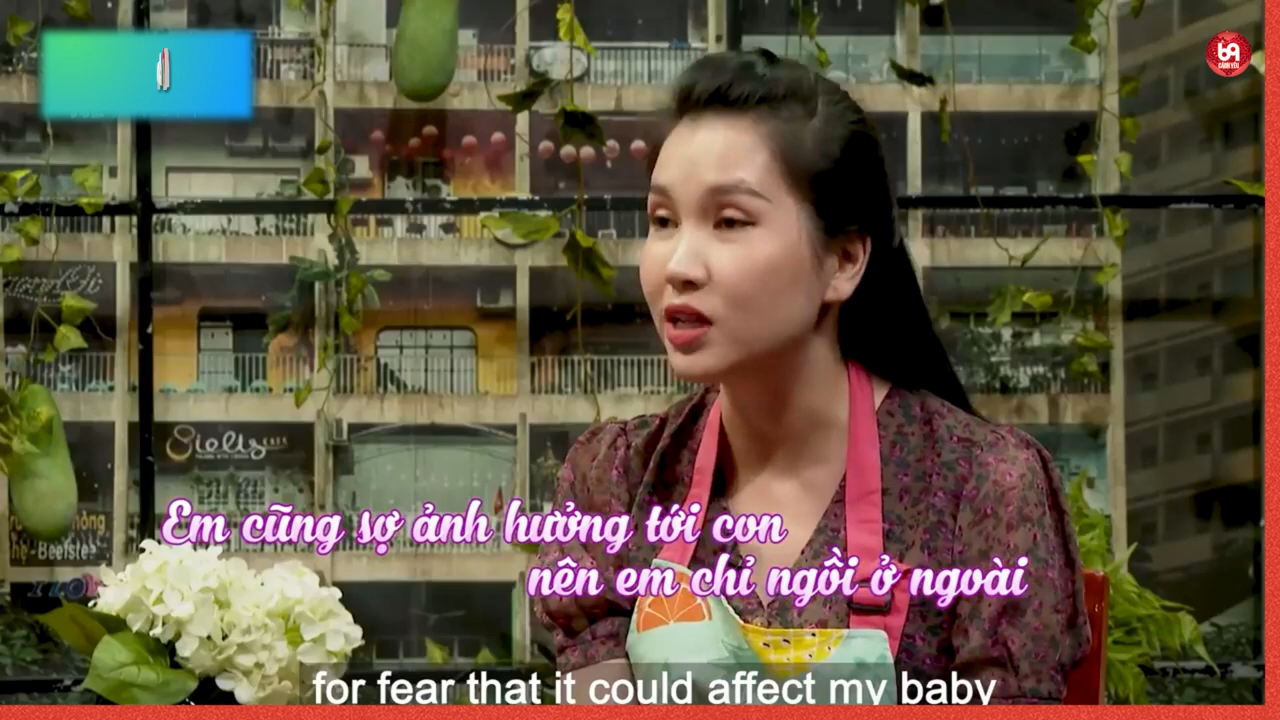 Em cũng sợ ảnh hưởng tới con
nên em chỉ ngồi ở ngoài
for fear that it could affect my baby